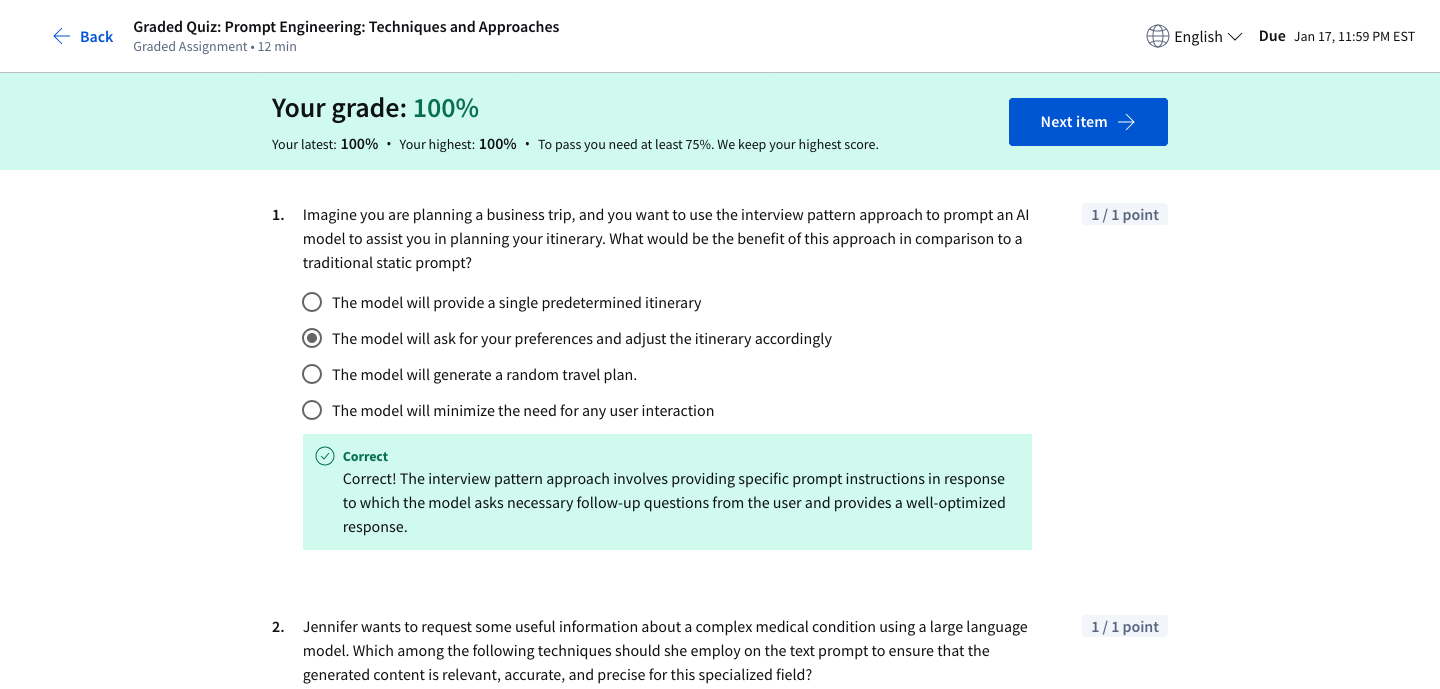 Back
Graded Quiz: Prompt Engineering: Techniques and Approaches
Graded Assignment • 12 min
English
Due Jan 17, 11:59 PM EST
Your grade: 100%
Your latest: 100% • Your highest: 100% • To pass you need at least 75%. We keep your highest score.
Next item
1. Imagine you are planning a business trip, and you want to use the interview pattern approach to prompt an AI
model to assist you in planning your itinerary. What would be the benefit of this approach in comparison to a
traditional static prompt?
1 / 1 point
The model will provide a single predetermined itinerary
The model will ask for your preferences and adjust the itinerary accordingly
The model will generate a random travel plan.
The model will minimize the need for any user interaction
Correct
Correct! The interview pattern approach involves providing specific prompt instructions in response
to which the model asks necessary follow-up questions from the user and provides a well-optimized
response.
2. Jennifer wants to request some useful information about a complex medical condition using a large language
model. Which among the following techniques should she employ on the text prompt to ensure that the
generated content is relevant, accurate, and precise for this specialized field?
1 / 1 point